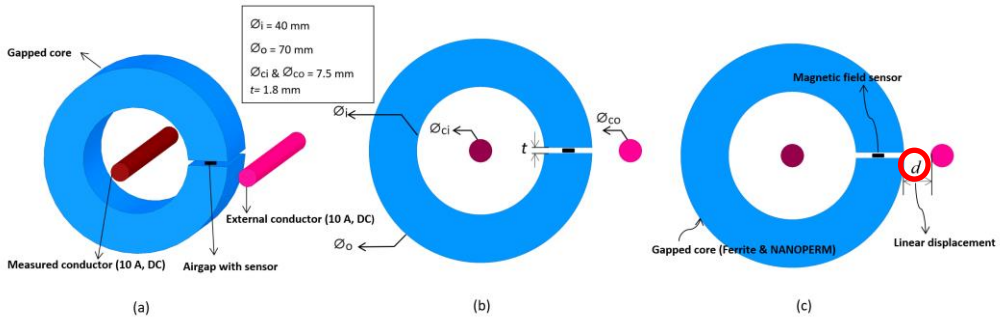 Gapped core
Øi = 40 mm
Øo = 70 mm
Øci & Øco = 7.5 mm
t= 1.8 mm
External conductor (10 A, DC)
Measured conductor (10 A, DC)
Airgap with sensor
(a)
Øi
Øci
t
Øco
Øo
(b)
Magnetic field sensor
d
Linear displacement
Gapped core (Ferrite & NANOPERM)
(c)